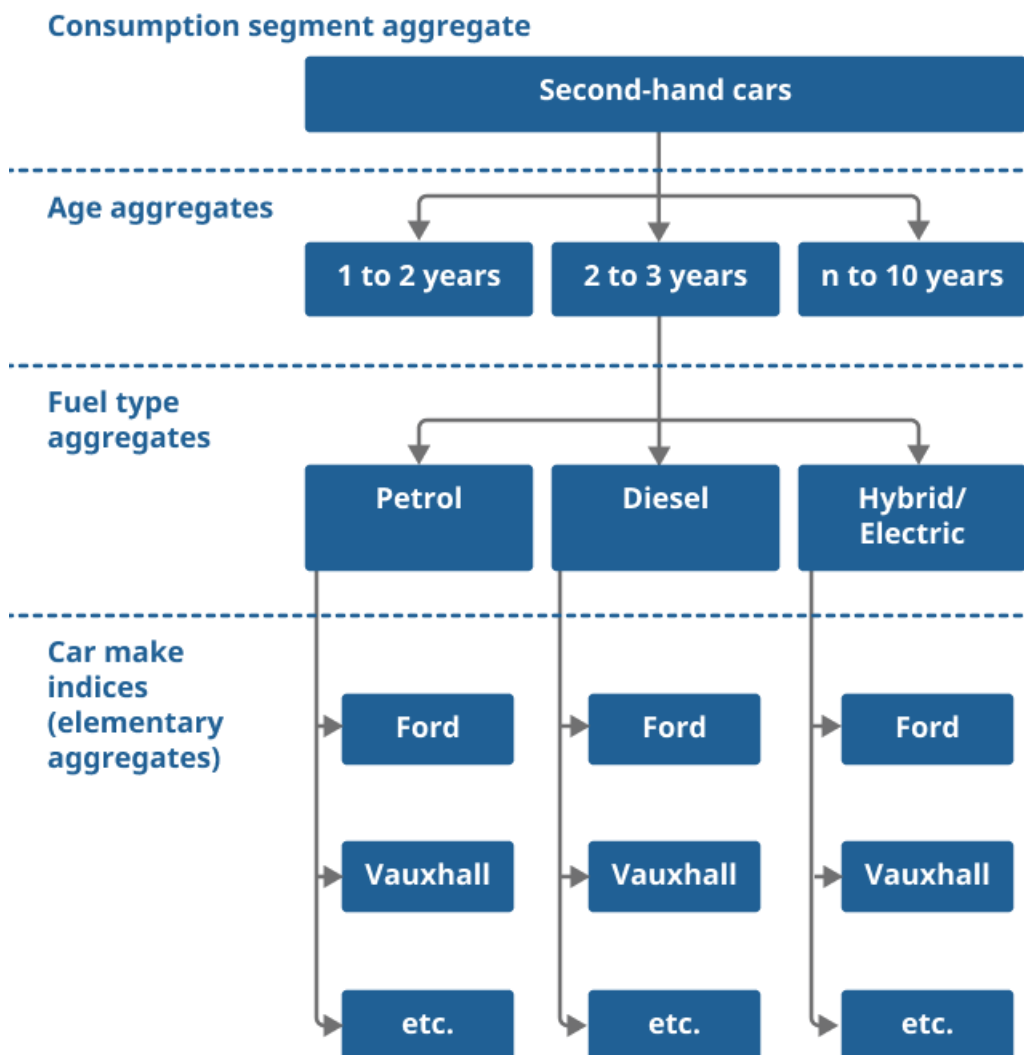 Consumption segment aggregate
Second-hand cars
Age aggregates
1 to 2 years
2 to 3 years
n to 10 years
Fuel type
aggregates
Petrol
Diesel
Hybrid/
Electric
Car make
indices
(elementary
aggregates)
Ford
Ford
Ford
Vauxhall
Vauxhall
Vauxhall
etc.
etc.
etc.